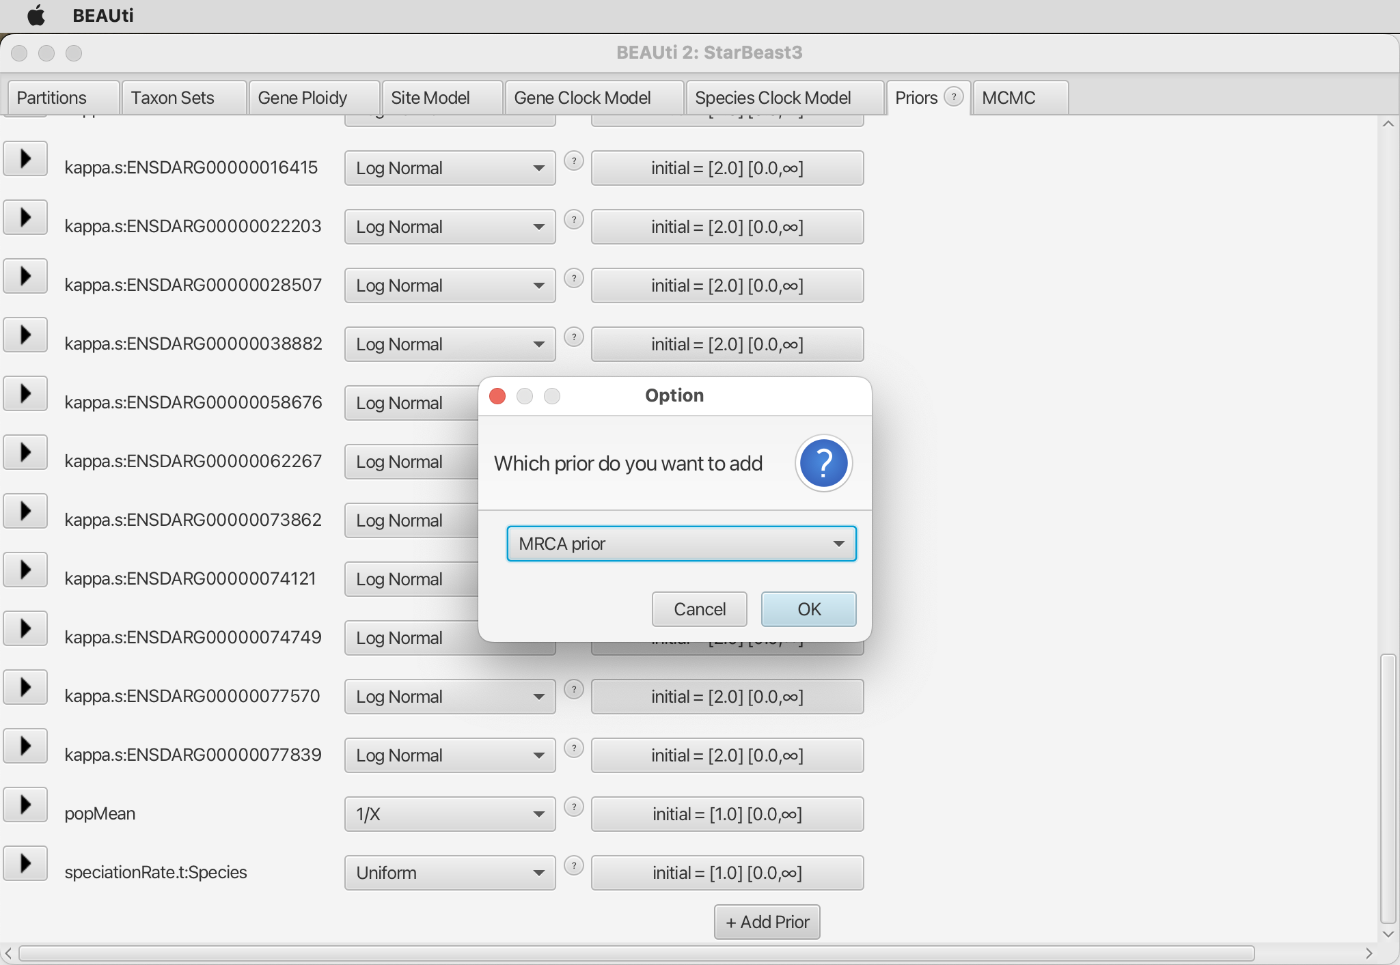 BEAUti
BEAUti 2: StarBeast3
Partitions Taxon Sets Gene Ploidy Site Model Gene Clock Model Species Clock Model Priors ? MCMC
kappa.s:ENSDARG00000016415 Log Normal ? initial = [2.0] [0.0,∞]
kappa.s:ENSDARG00000022203 Log Normal ? initial = [2.0] [0.0,∞]
kappa.s:ENSDARG00000028507 Log Normal ? initial = [2.0] [0.0,∞]
kappa.s:ENSDARG00000038882 Log Normal ? initial = [2.0] [0.0,∞]
kappa.s:ENSDARG00000058676 Log Normal
kappa.s:ENSDARG00000062267 Log Normal
kappa.s:ENSDARG00000073862 Log Normal
kappa.s:ENSDARG00000074121 Log Normal
kappa.s:ENSDARG00000074749 Log Normal
kappa.s:ENSDARG00000077570 Log Normal ? initial = [2.0] [0.0,∞]
kappa.s:ENSDARG00000077839 Log Normal ? initial = [2.0] [0.0,∞]
popMean 1/X ? initial = [1.0] [0.0,∞]
speciationRate.t:Species Uniform ? initial = [1.0] [0.0,∞]
+ Add Prior
Option
Which prior do you want to add ?
MRCA prior
Cancel OK